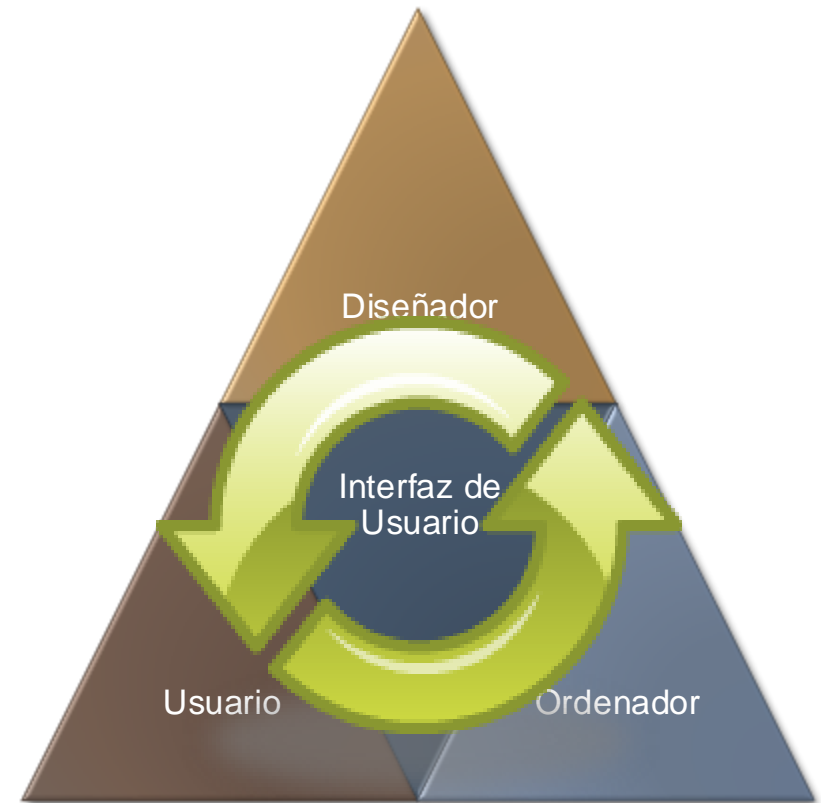 Diseñador
Interfaz de
Usuario
Usuario
Ordenador